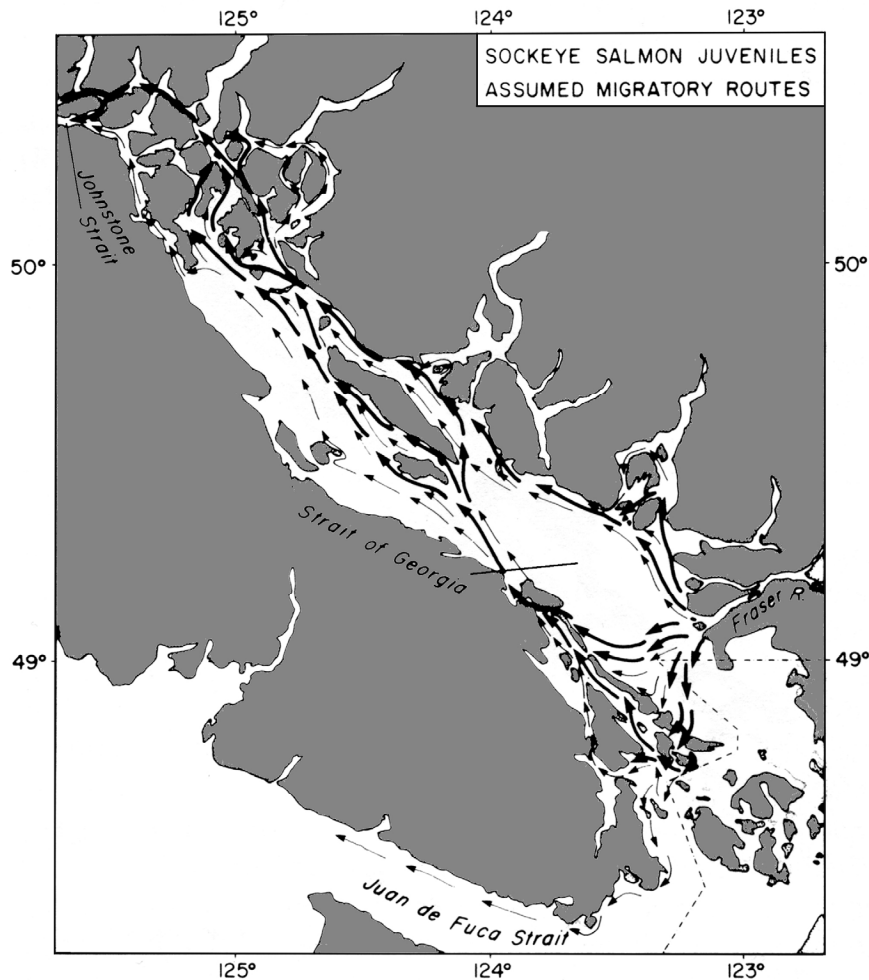 125° 124° 123°
SOCKEYE SALMON JUVENILES
ASSUMED MIGRATORY ROUTES
Johnstone
Strait
50° 50°
Strait of Georgia
Fraser R.
49° 49°
Juan de Fuca Strait
125° 124° 123°